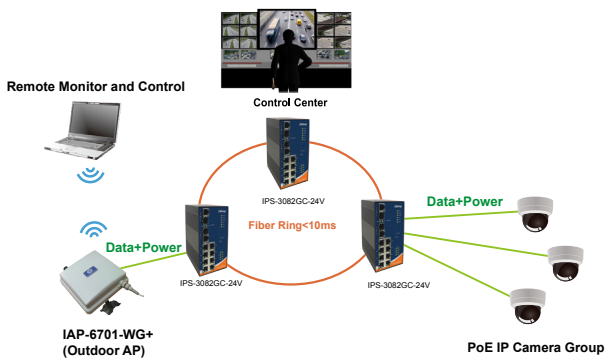 Remote Monitor and Control
Control Center
IPS-3082GC-24V
Data+Power
Fiber Ring<10ms
Data+Power
IPS-3082GC-24V
IPS-3082GC-24V
IAP-6701-WG+
(Outdoor AP)
PoE IP Camera Group